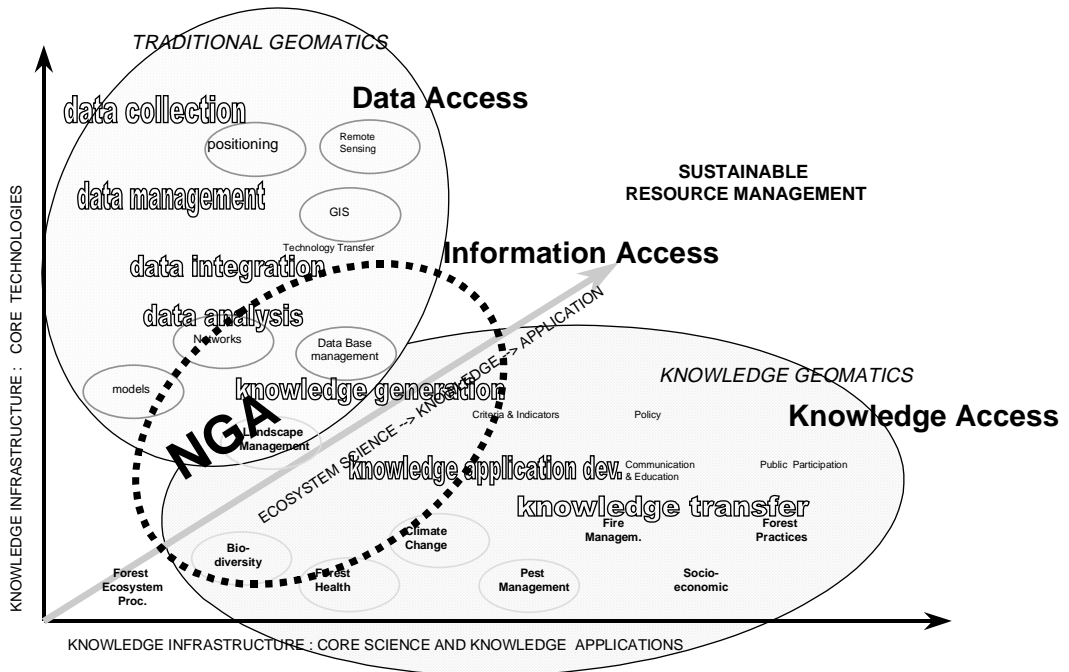 TRADITIONAL GEOMATICS
data collection
Data Access
positioning
Remote
Sensing
data management
SUSTAINABLE
RESOURCE MANAGEMENT
GIS
Technology Transfer
Information Access
data integration
data analysis
Networks
Data Base
management
models
knowledge generation
KNOWLEDGE GEOMATICS
Knowledge Access
NGA
Landscape
Management
Criteria & Indicators
Policy
ECOSYSTEM SCIENCE --> KNOWLEDGE --> APPLICATION
knowledge application dev.
Communication
& Education
Public Participation
knowledge transfer
Climate
Change
Fire
Managem.
Forest
Practices
Bio-
diversity
Forest
Ecosystem
Proc.
Forest
Health
Pest
Management
Socio-
economic
KNOWLEDGE INFRASTRUCTURE : CORE TECHNOLOGIES
KNOWLEDGE INFRASTRUCTURE : CORE SCIENCE AND KNOWLEDGE APPLICATIONS